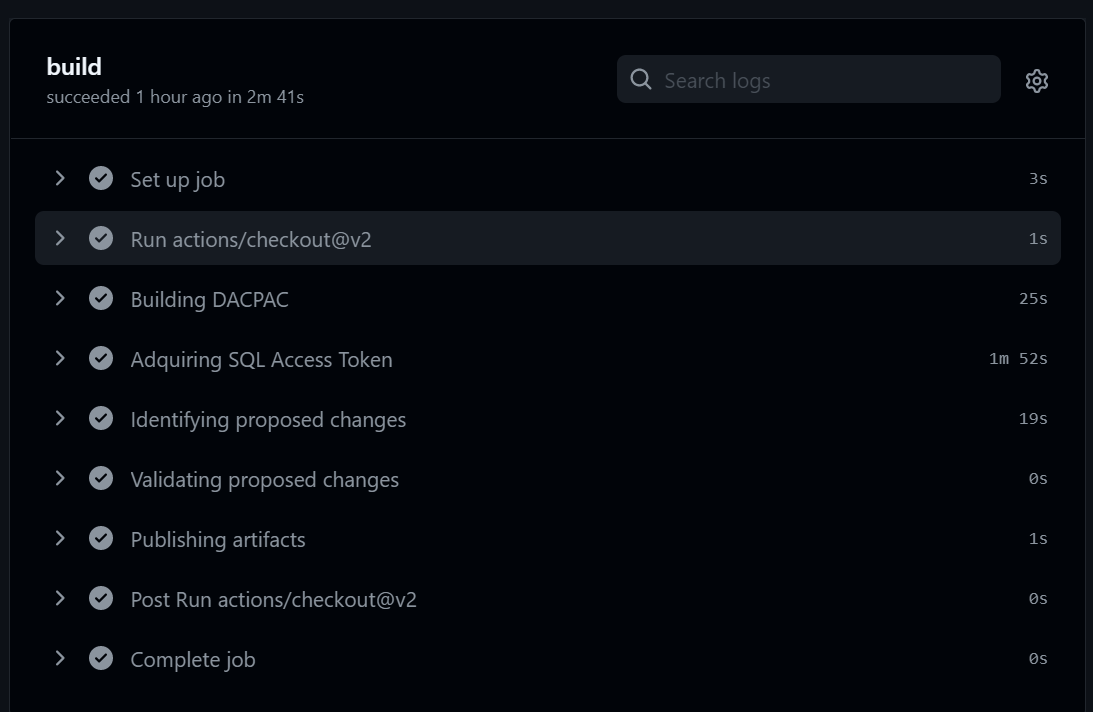 build
succeeded 1 hour ago in 2m 41s
Search logs
Set up job 3s
Run actions/checkout@v2 1s
Building DACPAC 25s
Adquiring SQL Access Token 1m 52s
Identifying proposed changes 19s
Validating proposed changes 0s
Publishing artifacts 1s
Post Run actions/checkout@v2 0s
Complete job 0s